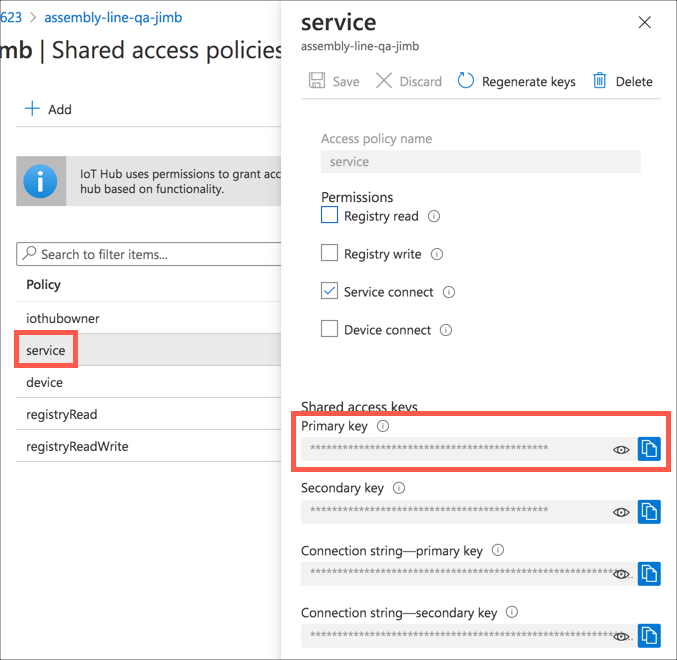 623 > assembly-line-qa-jimb
mb | Shared access policies
+ Add
IoT Hub uses permissions to grant acc
hub based on functionality.
Search to filter items...
Policy
iothubowner
service
device
registryRead
registryReadWrite
service
assembly-line-qa-jimb
Save Discard Regenerate keys Delete
Access policy name
service
Permissions
Registry read
Registry write
Service connect
Device connect
Shared access keys
Primary key
Secondary key
Connection string—primary key
Connection string—secondary key